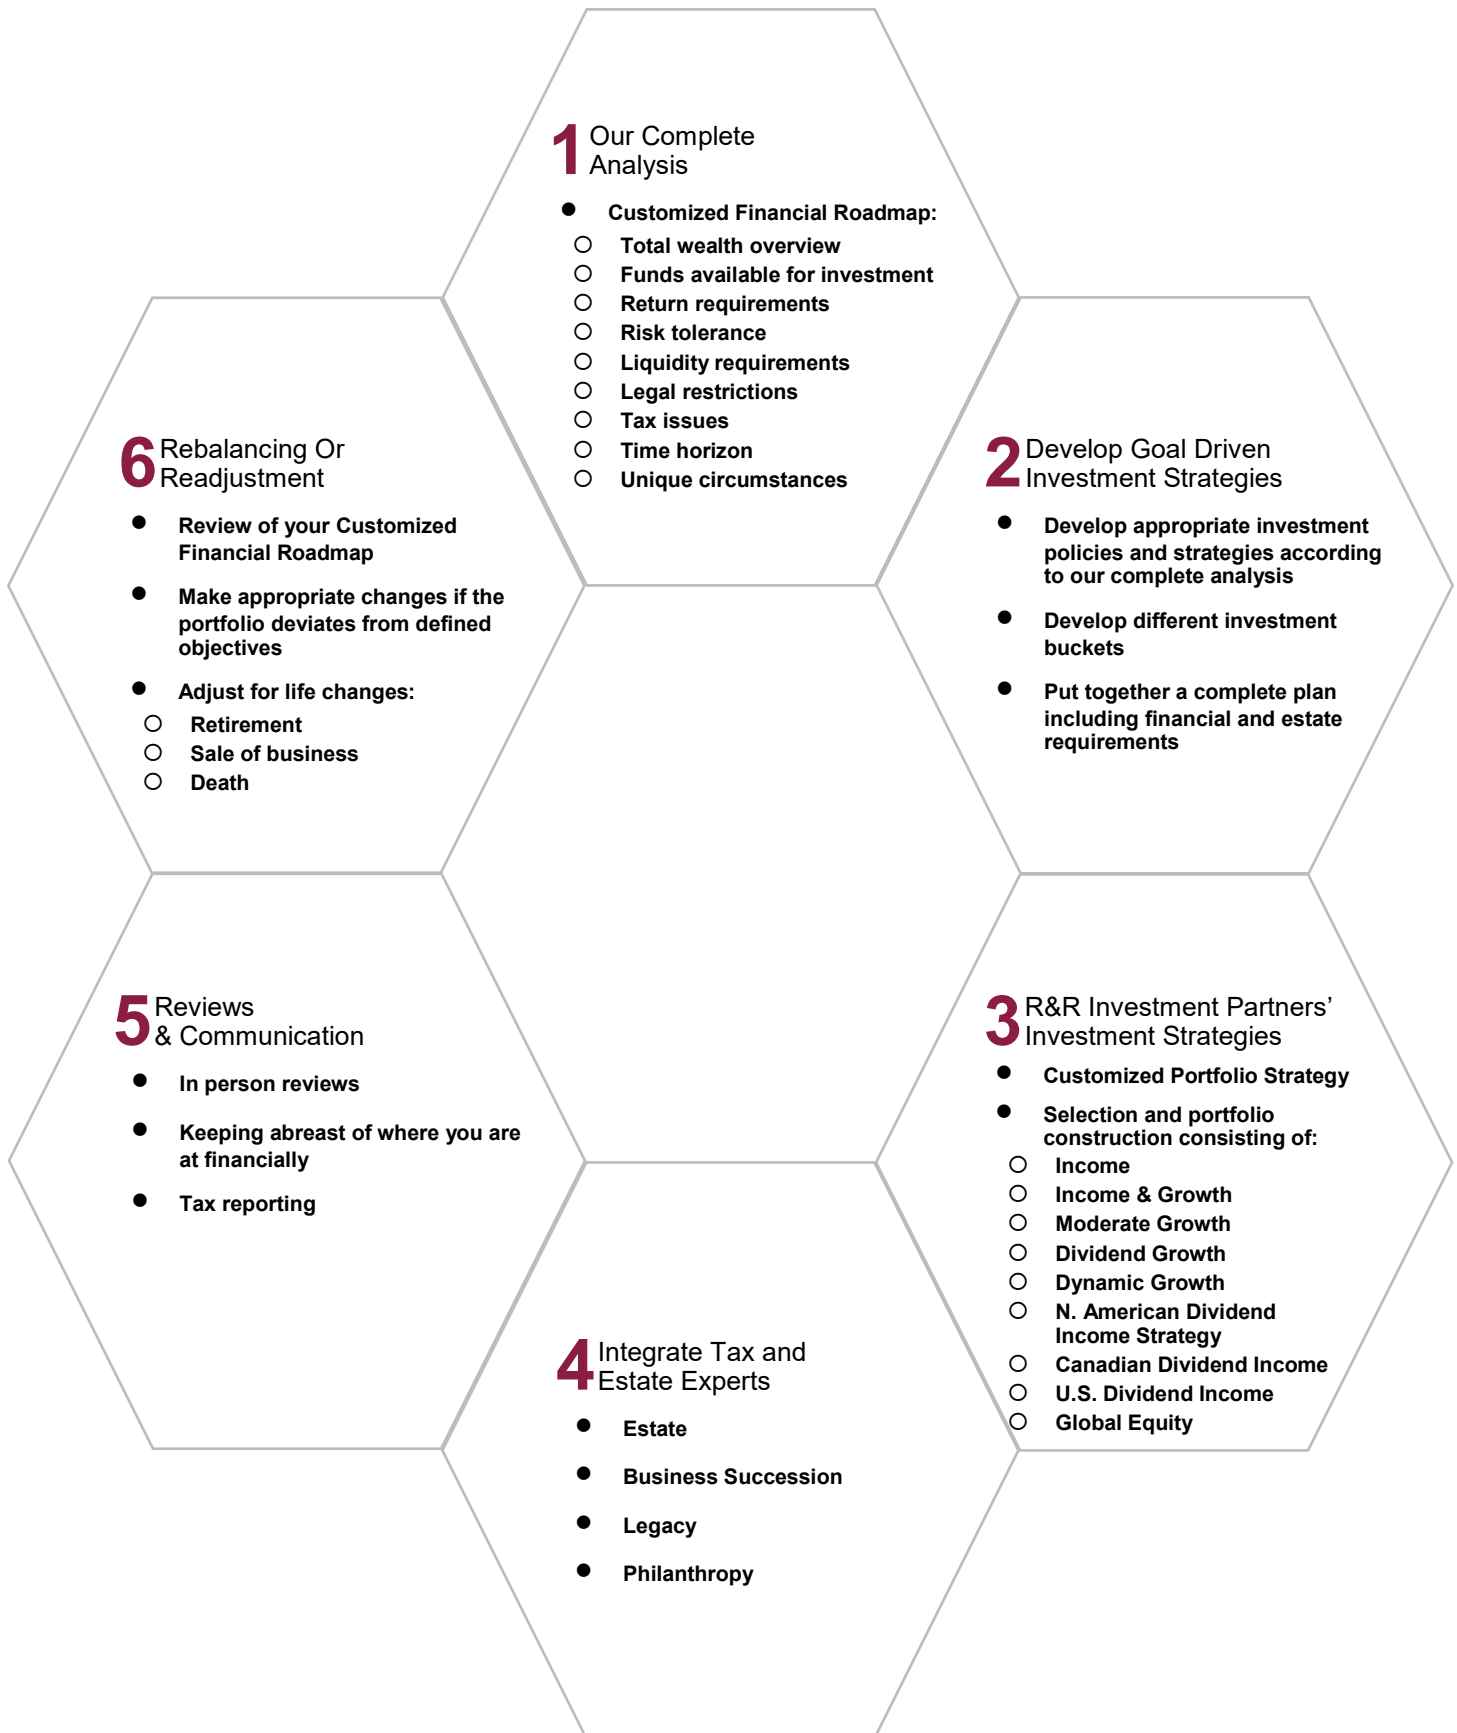 1 Our Complete
Analysis
● Customized Financial Roadmap:
○ Total wealth overview
○ Funds available for investment
○ Return requirements
○ Risk tolerance
○ Liquidity requirements
○ Legal restrictions
○ Tax issues
○ Time horizon
○ Unique circumstances
2 Develop Goal Driven
Investment Strategies
● Develop appropriate investment
policies and strategies according
to our complete analysis
● Develop different investment
buckets
● Put together a complete plan
including financial and estate
requirements
3 R&R Investment Partners’
Investment Strategies
● Customized Portfolio Strategy
● Selection and portfolio
construction consisting of:
○ Income
○ Income & Growth
○ Moderate Growth
○ Dividend Growth
○ Dynamic Growth
○ N. American Dividend
Income Strategy
○ Canadian Dividend Income
○ U.S. Dividend Income
○ Global Equity
4 Integrate Tax and
Estate Experts
● Estate
● Business Succession
● Legacy
● Philanthropy
5 Reviews
& Communication
● In person reviews
● Keeping abreast of where you are
at financially
● Tax reporting
6 Rebalancing Or
Readjustment
● Review of your Customized
Financial Roadmap
● Make appropriate changes if the
portfolio deviates from defined
objectives
● Adjust for life changes:
○ Retirement
○ Sale of business
○ Death